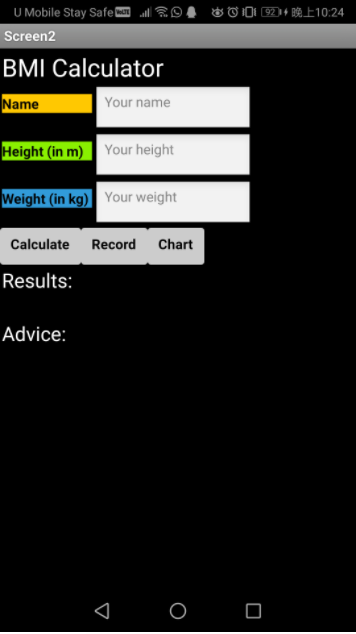 U Mobile Stay Safe VoLTE 92 晚上10:24
Screen2
BMI Calculator
Name Your name
Height (in m) Your height
Weight (in kg) Your weight
Calculate Record Chart
Results:
Advice: